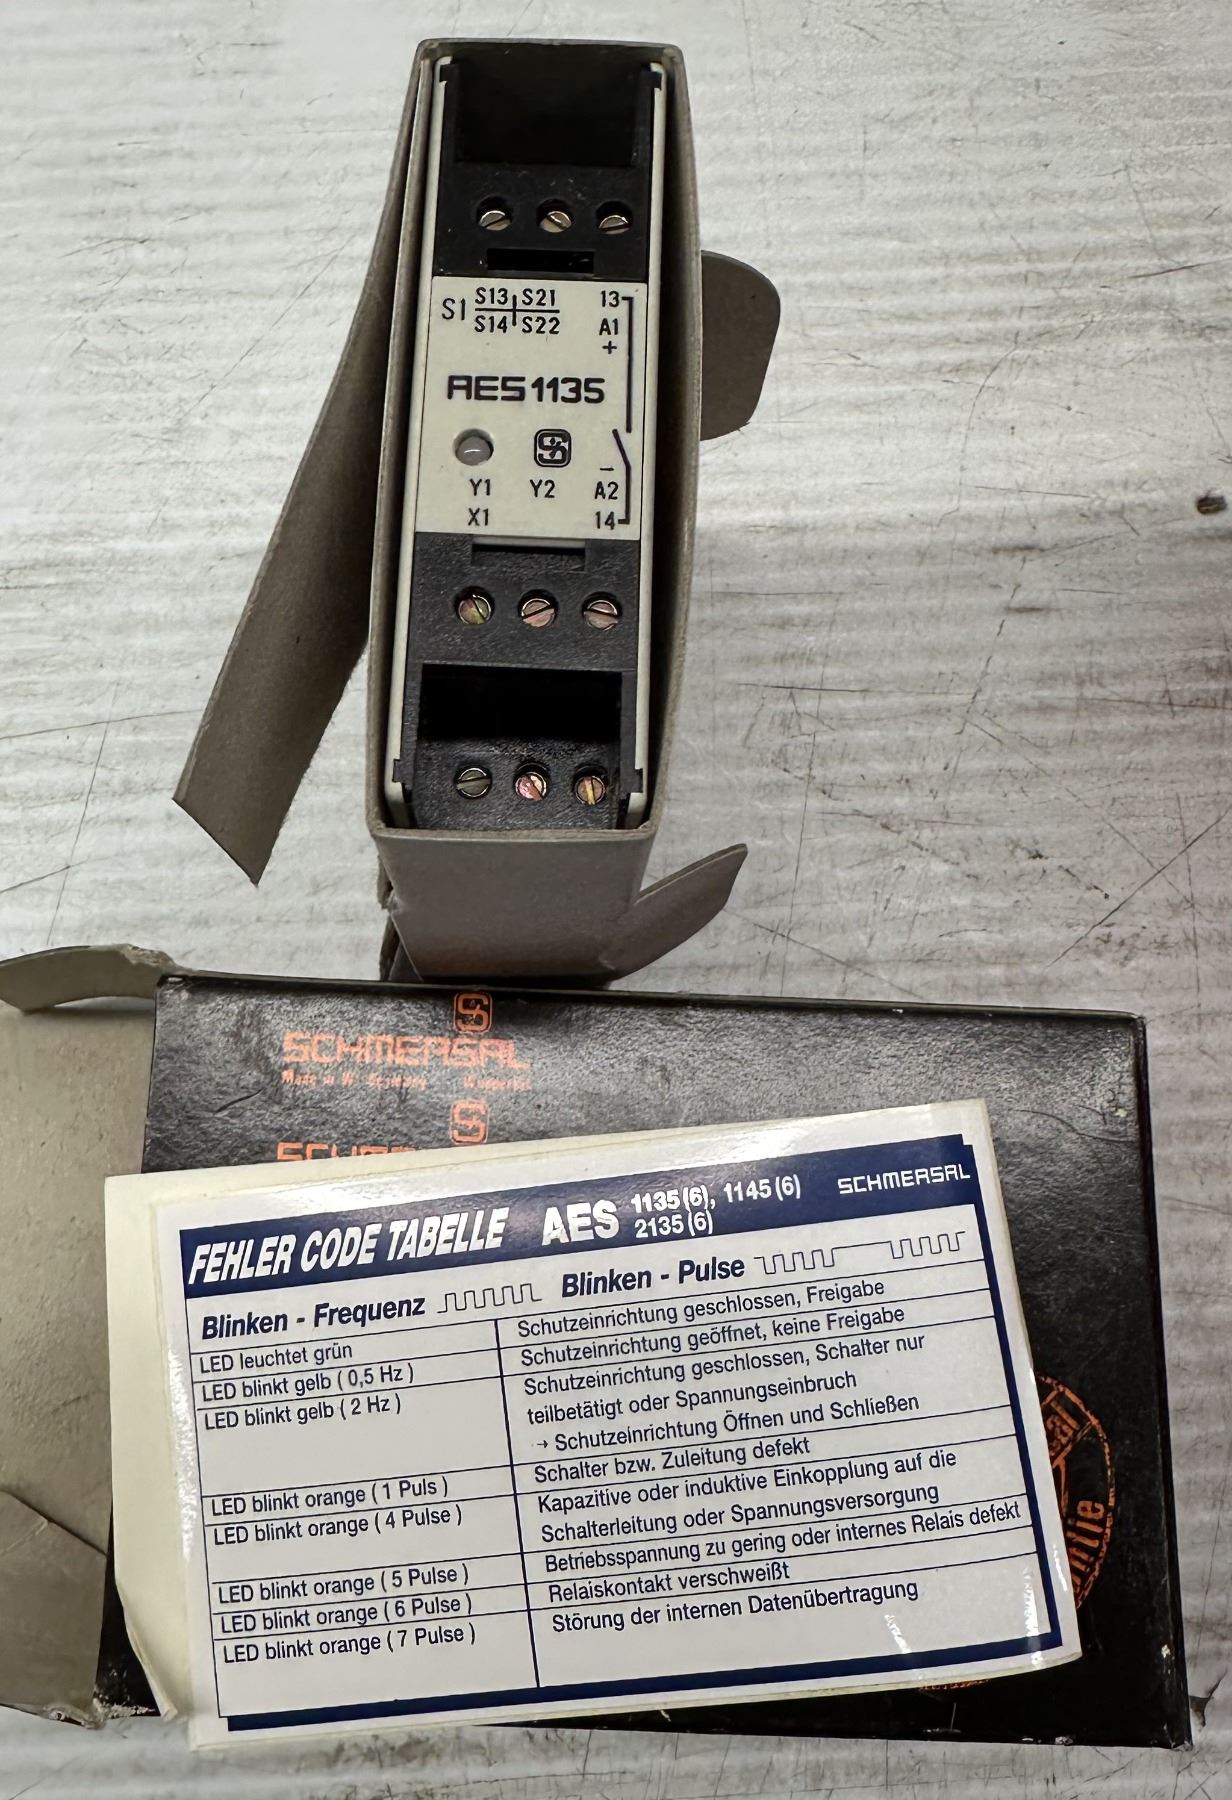 S1 S13 S21
S14 S22
13
A1
+
AES 1135
S
Y1 Y2
X1
–
A2
14
S
SCHMERSAL
Made in W. Germany Wuppertal
S
FEHLER CODE TABELLE AES 1135(6), 1145(6)
2135(6)
SCHMERSAL
Blinken - Frequenz Blinken - Pulse
LED leuchtet grün
Schutzeinrichtung geschlossen, Freigabe
LED blinkt gelb ( 0,5 Hz )
Schutzeinrichtung geöffnet, keine Freigabe
LED blinkt gelb ( 2 Hz )
Schutzeinrichtung geschlossen, Schalter nur
teilbetätigt oder Spannungseinbruch
→ Schutzeinrichtung Öffnen und Schließen
LED blinkt orange ( 1 Puls )
Schalter bzw. Zuleitung defekt
LED blinkt orange ( 4 Pulse )
Kapazitive oder induktive Einkopplung auf die
Schalterleitung oder Spannungsversorgung
LED blinkt orange ( 5 Pulse )
Betriebsspannung zu gering oder internes Relais defekt
LED blinkt orange ( 6 Pulse )
Relaiskontakt verschweißt
LED blinkt orange ( 7 Pulse )
Störung der internen Datenübertragung